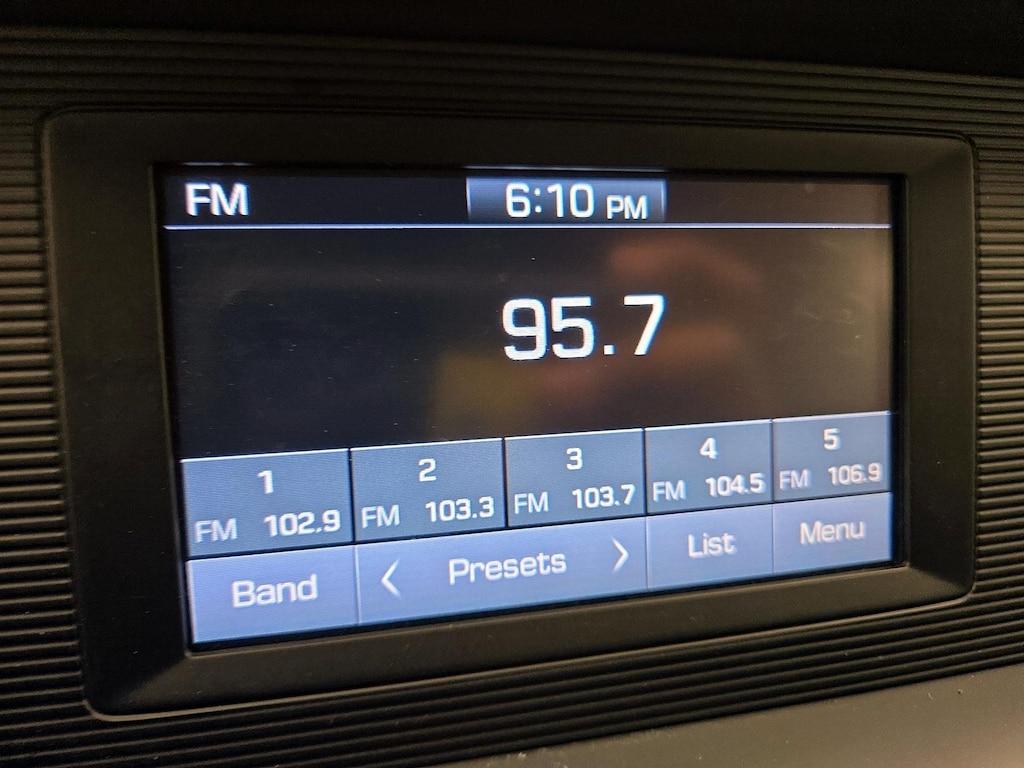 FM 6:10 PM
95.7
1 2 3 4 5
FM 102.9 FM 103.3 FM 103.7 FM 104.5 FM 106.9
Band < Presets > List Menu